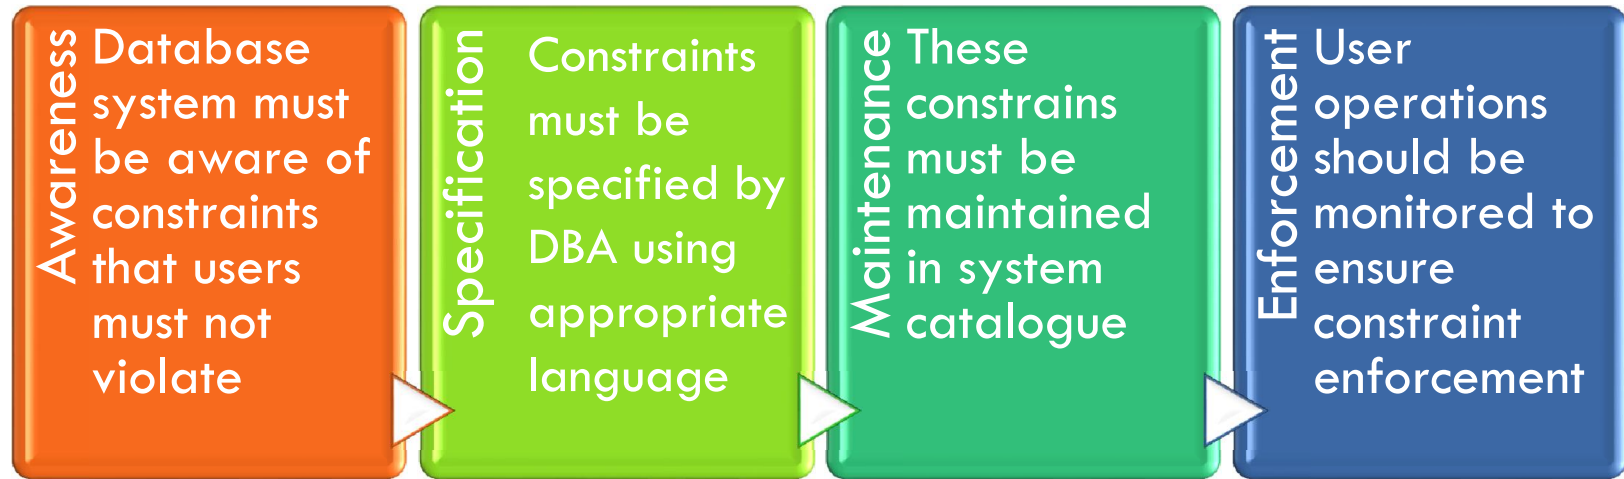 Awareness
Database
system must
be aware of
constraints
that users
must not
violate
Specification
Constraints
must be
specified by
DBA using
appropriate
language
Maintenance
These
constrains
must be
maintained
in system
catalogue
Enforcement
User
operations
should be
monitored to
ensure
constraint
enforcement